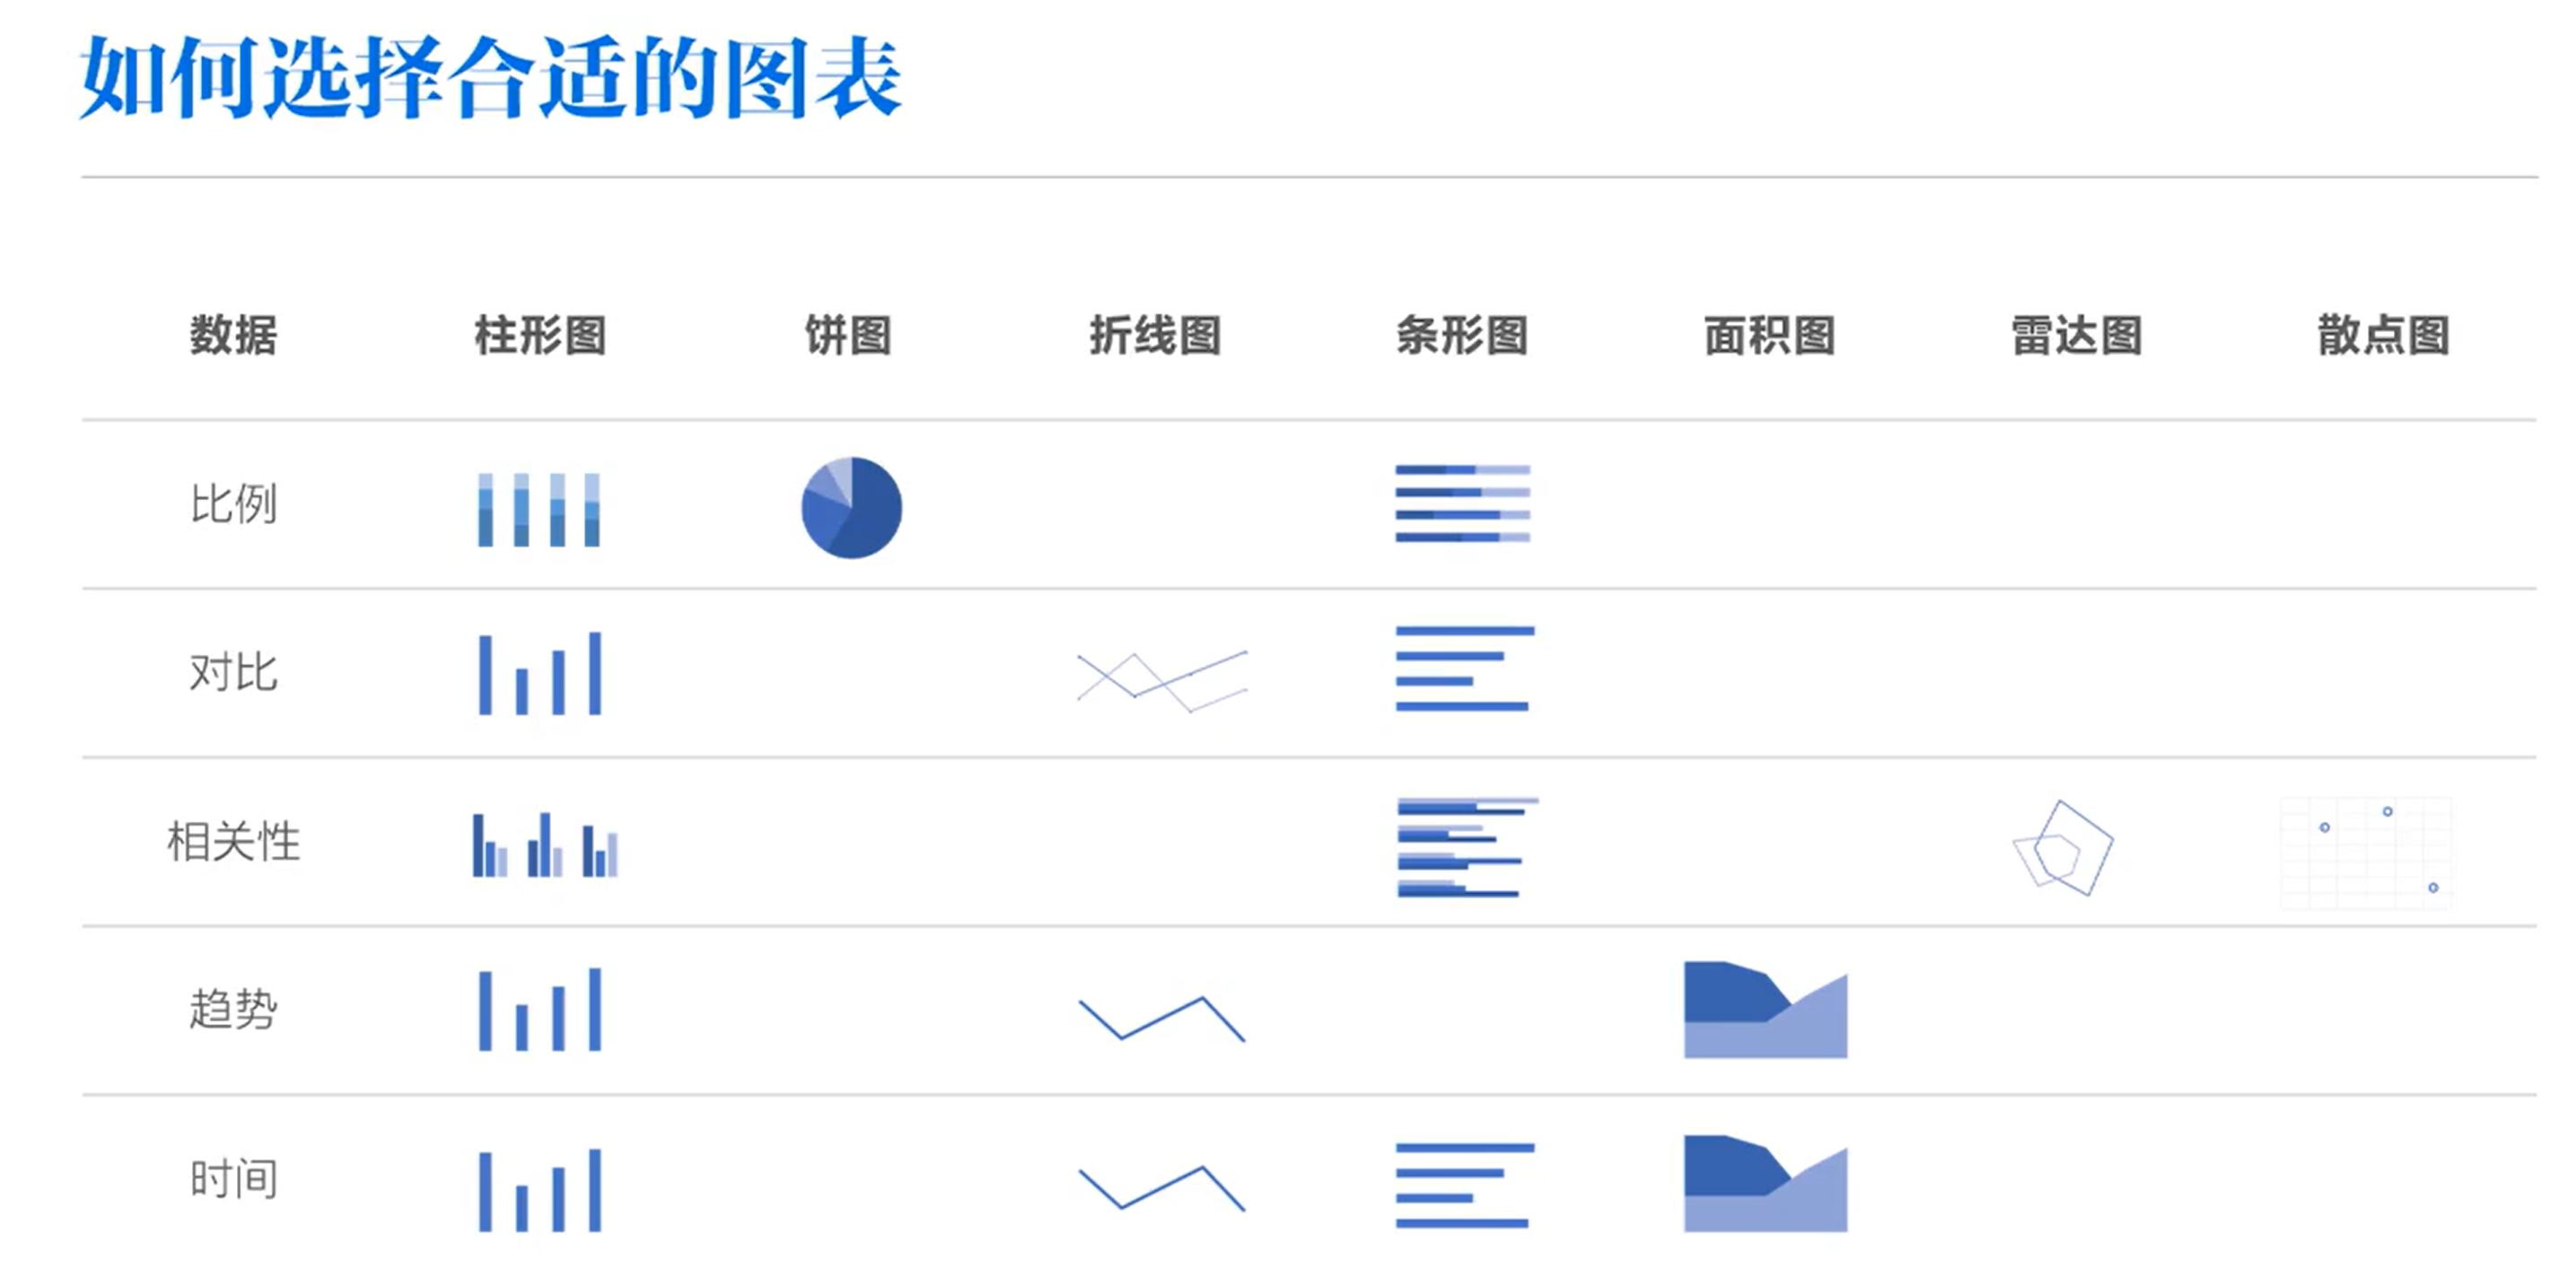 如何选择合适的图表
数据 柱形图 饼图 折线图 条形图 面积图 雷达图 散点图
比例
对比
相关性
趋势
时间